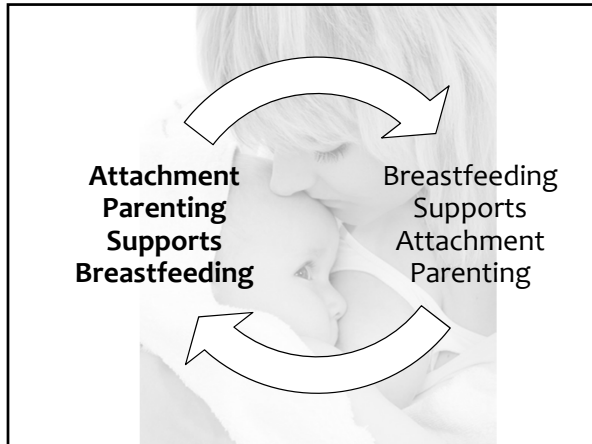 Attachment
Parenting
Supports
Breastfeeding
Breastfeeding
Supports
Attachment
Parenting